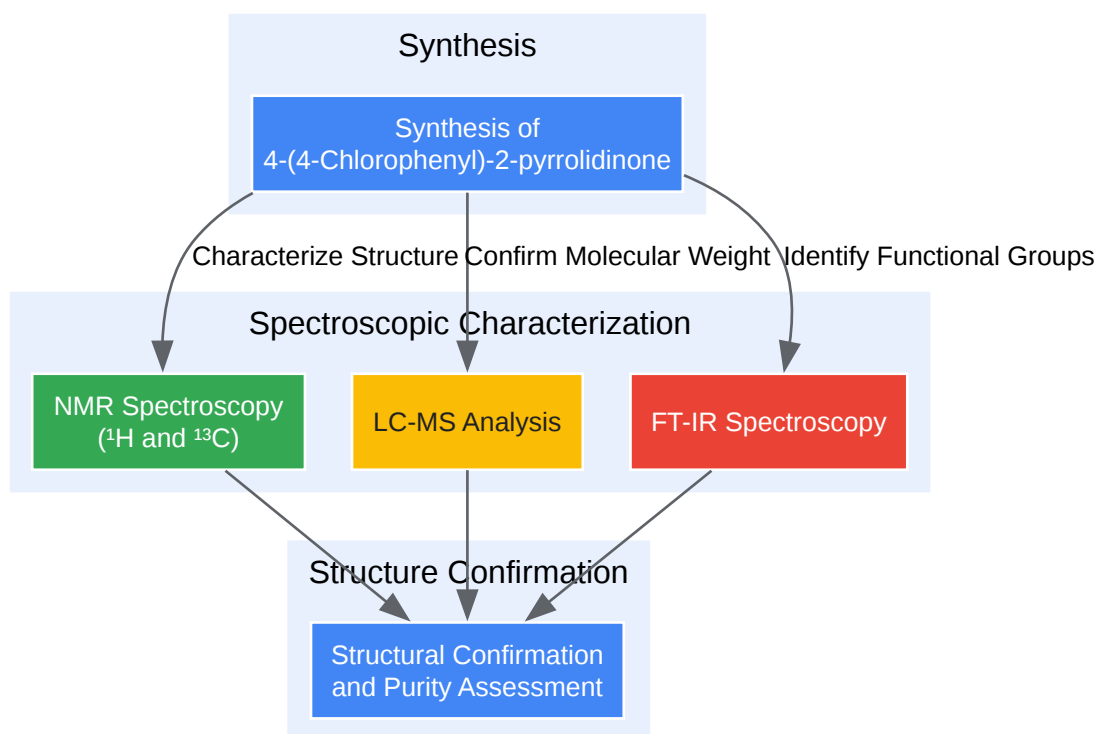 Synthesis
Synthesis of
4-(4-Chlorophenyl)-2-pyrrolidinone
Characterize Structure
Confirm Molecular Weight
Identify Functional Groups
Spectroscopic Characterization
NMR Spectroscopy
(¹H and ¹³C)
LC-MS Analysis
FT-IR Spectroscopy
Structure Confirmation
Structural Confirmation
and Purity Assessment